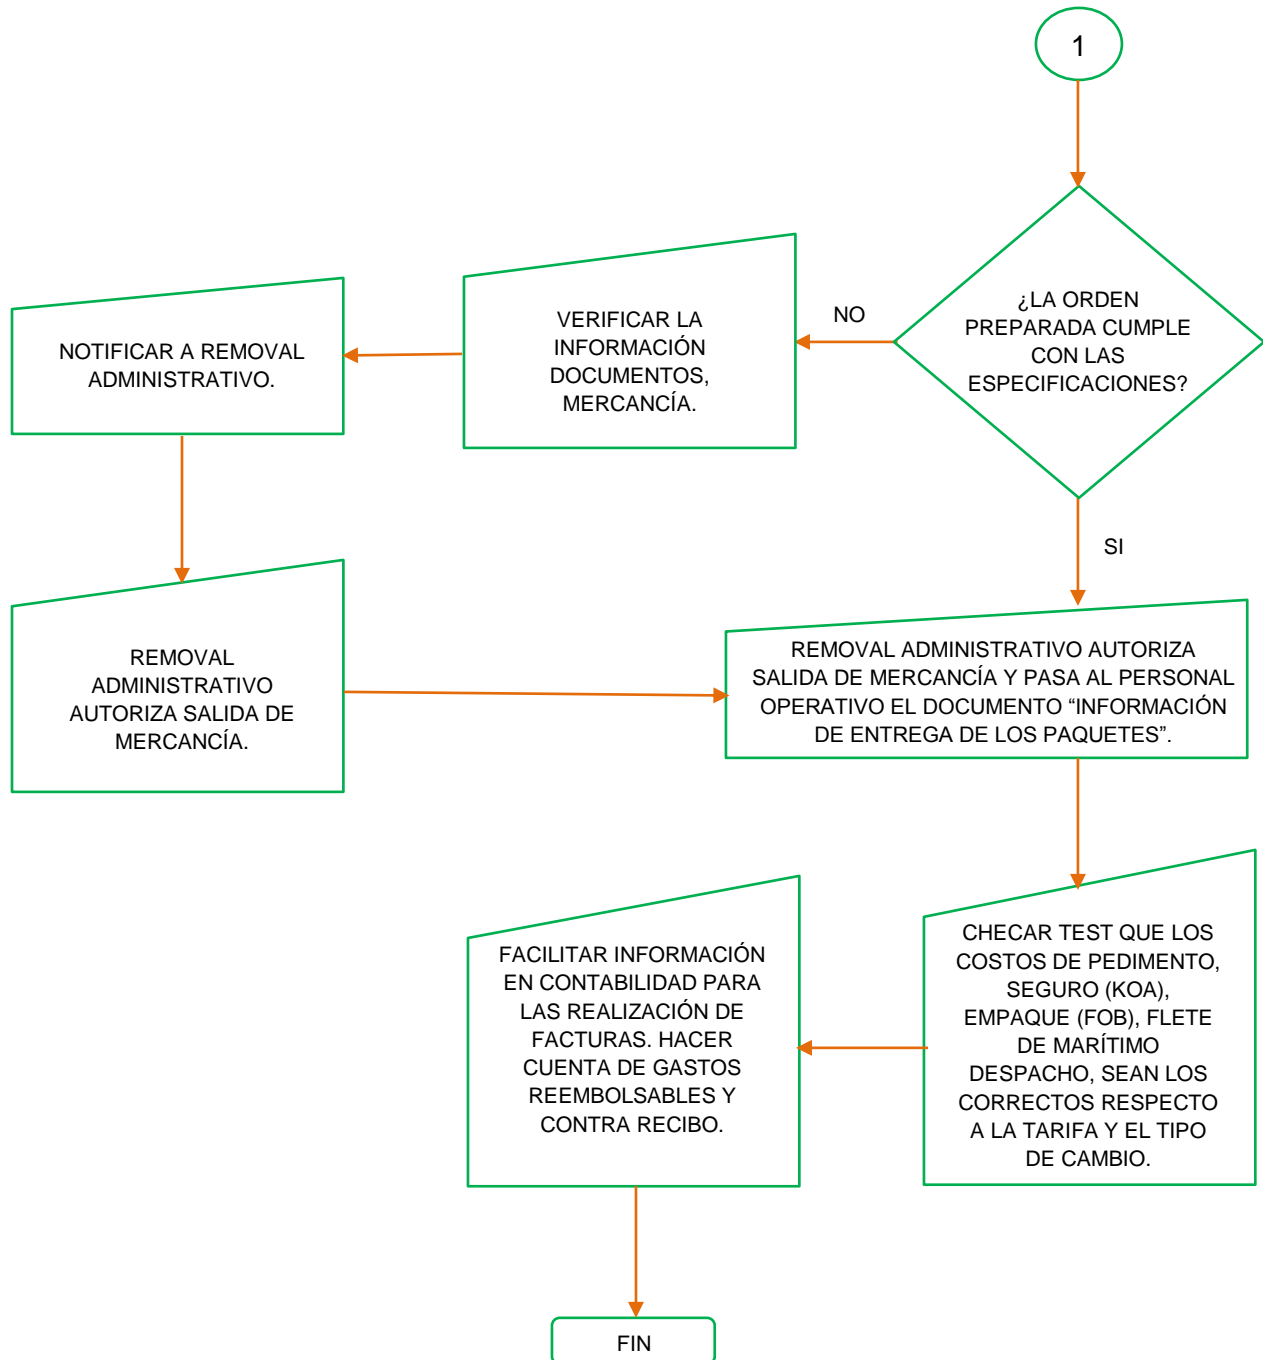 1
¿LA ORDEN
PREPARADA CUMPLE
CON LAS
ESPECIFICACIONES?
NO
VERIFICAR LA
INFORMACIÓN
DOCUMENTOS,
MERCANCÍA.
NOTIFICAR A REMOVAL
ADMINISTRATIVO.
REMOVAL
ADMINISTRATIVO
AUTORIZA SALIDA DE
MERCANCÍA.
SI
REMOVAL ADMINISTRATIVO AUTORIZA
SALIDA DE MERCANCÍA Y PASA AL PERSONAL
OPERATIVO EL DOCUMENTO “INFORMACIÓN
DE ENTREGA DE LOS PAQUETES”.
CHECAR TEST QUE LOS
COSTOS DE PEDIMENTO,
SEGURO (KOA),
EMPAQUE (FOB), FLETE
DE MARÍTIMO
DESPACHO, SEAN LOS
CORRECTOS RESPECTO
A LA TARIFA Y EL TIPO
DE CAMBIO.
FACILITAR INFORMACIÓN
EN CONTABILIDAD PARA
LAS REALIZACIÓN DE
FACTURAS. HACER
CUENTA DE GASTOS
REEMBOLSABLES Y
CONTRA RECIBO.
FIN